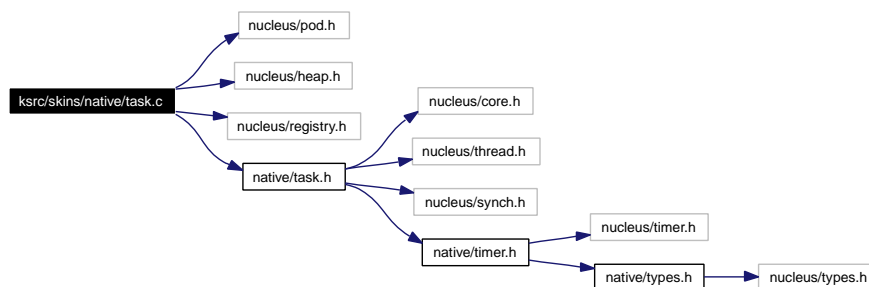 nucleus/pod.h
nucleus/heap.h
ksrc/skins/native/task.c
nucleus/core.h
nucleus/registry.h
nucleus/thread.h
native/task.h
nucleus/synch.h
nucleus/timer.h
native/timer.h
native/types.h
nucleus/types.h